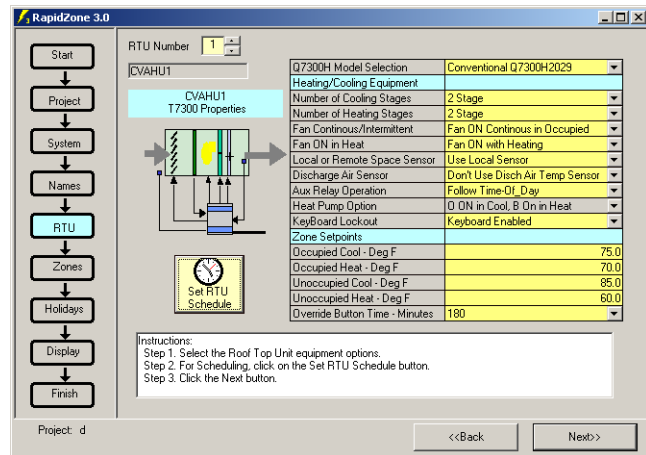 RapidZone 3.0
Start
Project
System
Names
RTU
Zones
Holidays
Display
Finish
Project: d
RTU Number 1
CVAHU1
CVAHU1
T7300 Properties
Set RTU
Schedule
Q7300H Model Selection Conventional Q7300H2029
Heating/Cooling Equipment
Number of Cooling Stages 2 Stage
Number of Heating Stages 2 Stage
Fan Continous/Intermittent Fan ON Continous in Occupied
Fan ON in Heat Fan ON with Heating
Local or Remote Space Sensor Use Local Sensor
Discharge Air Sensor Don't Use Disch Air Temp Sensor
Aux Relay Operation Follow Time-Of_Day
Heat Pump Option O ON in Cool, B On in Heat
KeyBoard Lockout Keyboard Enabled
Zone Setpoints
Occupied Cool - Deg F 75.0
Occupied Heat - Deg F 70.0
Unoccupied Cool - Deg F 85.0
Unoccupied Heat - Deg F 60.0
Override Button Time - Minutes 180
Instructions:
Step 1. Select the Roof Top Unit equipment options.
Step 2. For Scheduling, click on the Set RTU Schedule button.
Step 3. Click the Next button.
<<Back Next>>